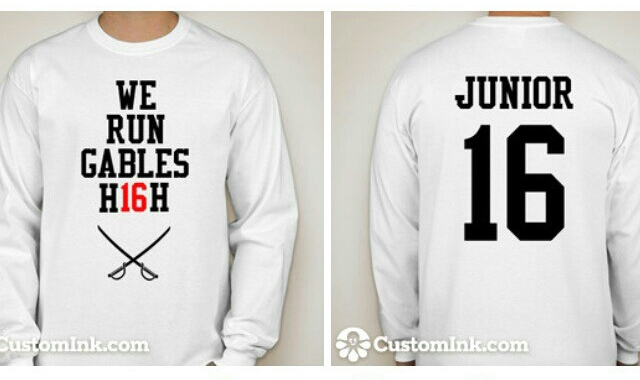 WE
RUN
GABLES
H16H
CustomInk.com
JUNIOR
16
CustomInk.com